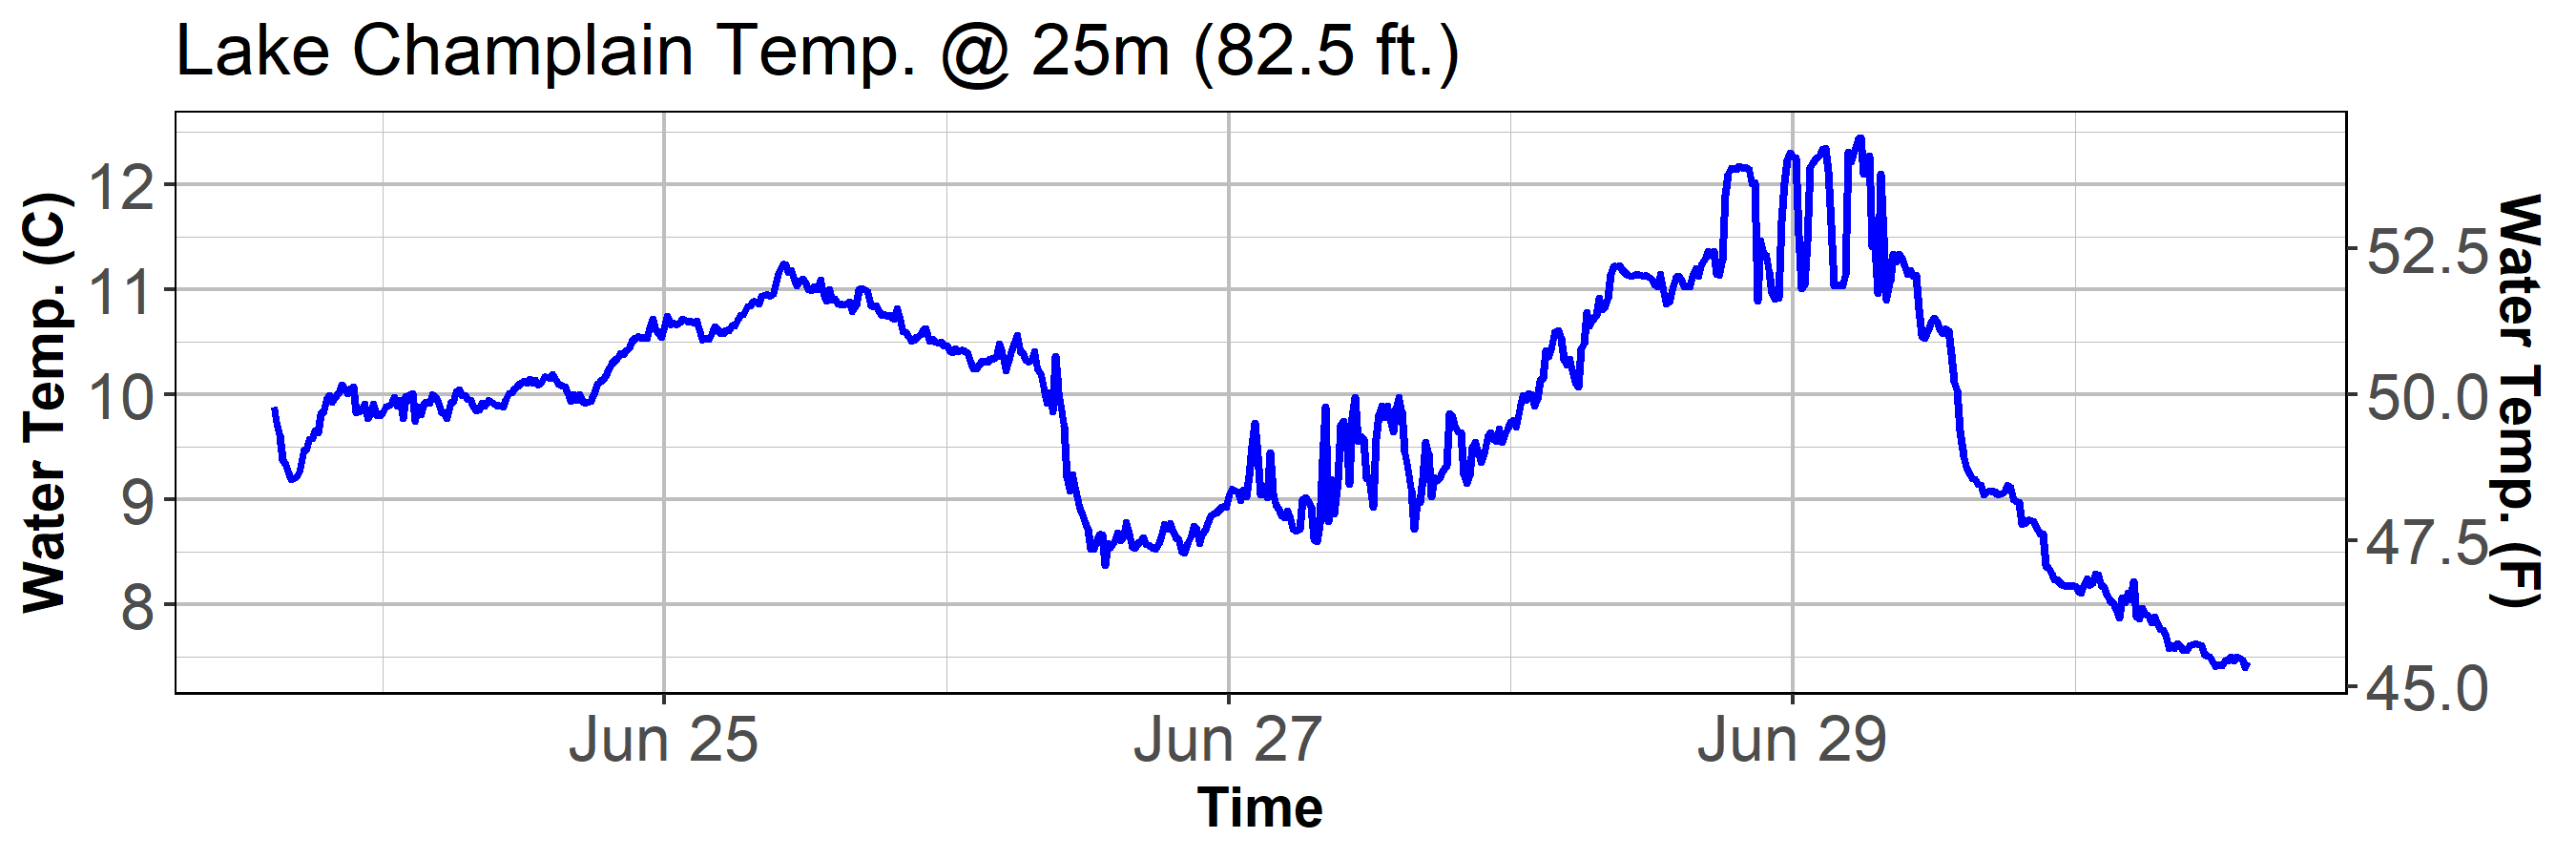 Lake Champlain Temp. @ 25m (82.5 ft.)
Water Temp. (C)
12
11
10
9
8
52.5
50.0
47.5
45.0
Water Temp. (F)
Jun 25
Jun 27
Jun 29
Time